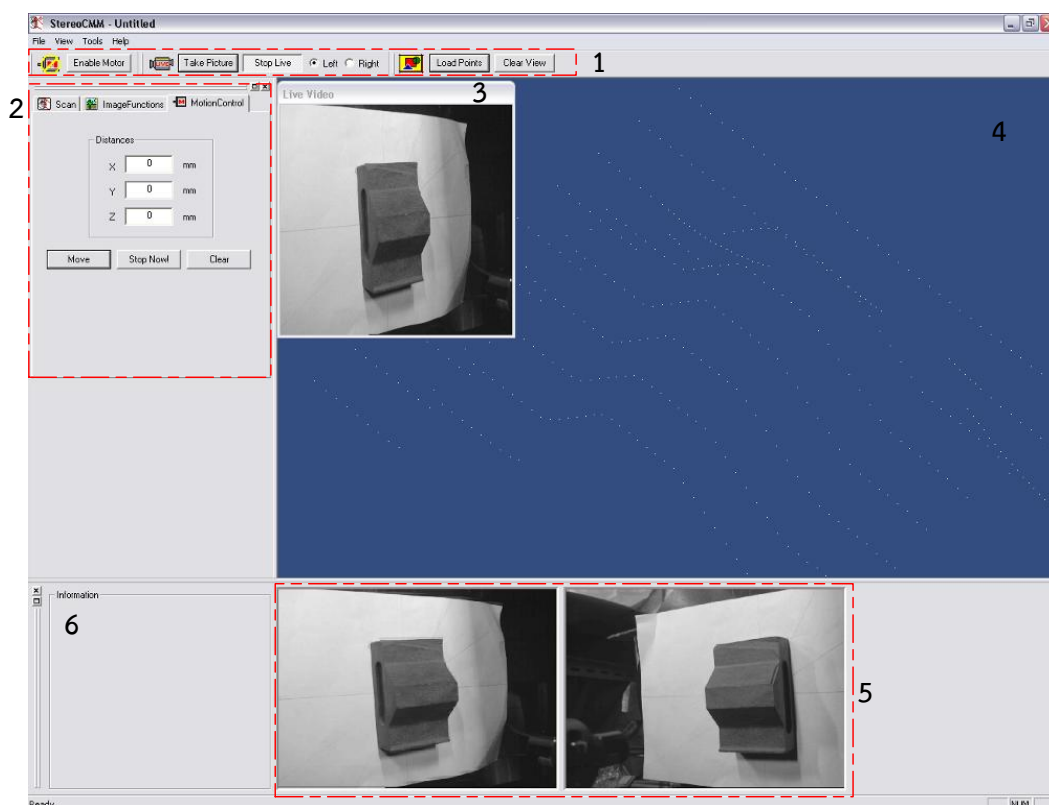 StereoCMM - Untitled
File View Tools Help
Enable Motor LIVE Take Picture Stop Live Left Right Load Points Clear View 1
2
3
4
Scan ImageFunctions MotionControl
Live Video
Distances
X 0 mm
Y 0 mm
Z 0 mm
Move Stop Now! Clear
Information
6
5
Ready NUM